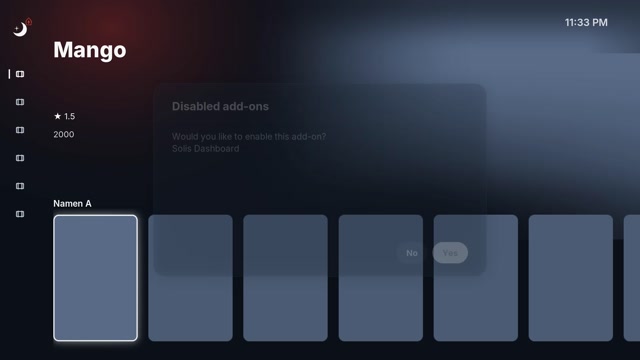 11:33 PM
Mango
Disabled add-ons
★ 1.5
Would you like to enable this add-on?
2000
Solis Dashboard
Namen A
No
Yes